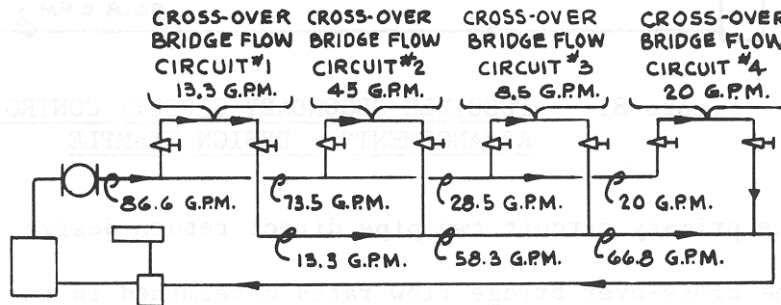 CROSS-OVER
BRIDGE FLOW
CIRCUIT #1
13.3 G.P.M.
CROSS-OVER
BRIDGE FLOW
CIRCUIT #2
45 G.P.M.
CROSS-OVER
BRIDGE FLOW
CIRCUIT #3
8.5 G.P.M.
CROSS-OVER
BRIDGE FLOW
CIRCUIT #4
20 G.P.M.
86.6 G.P.M.
73.5 G.P.M.
28.5 G.P.M.
20 G.P.M.
13.3 G.P.M.
58.3 G.P.M.
66.8 G.P.M.